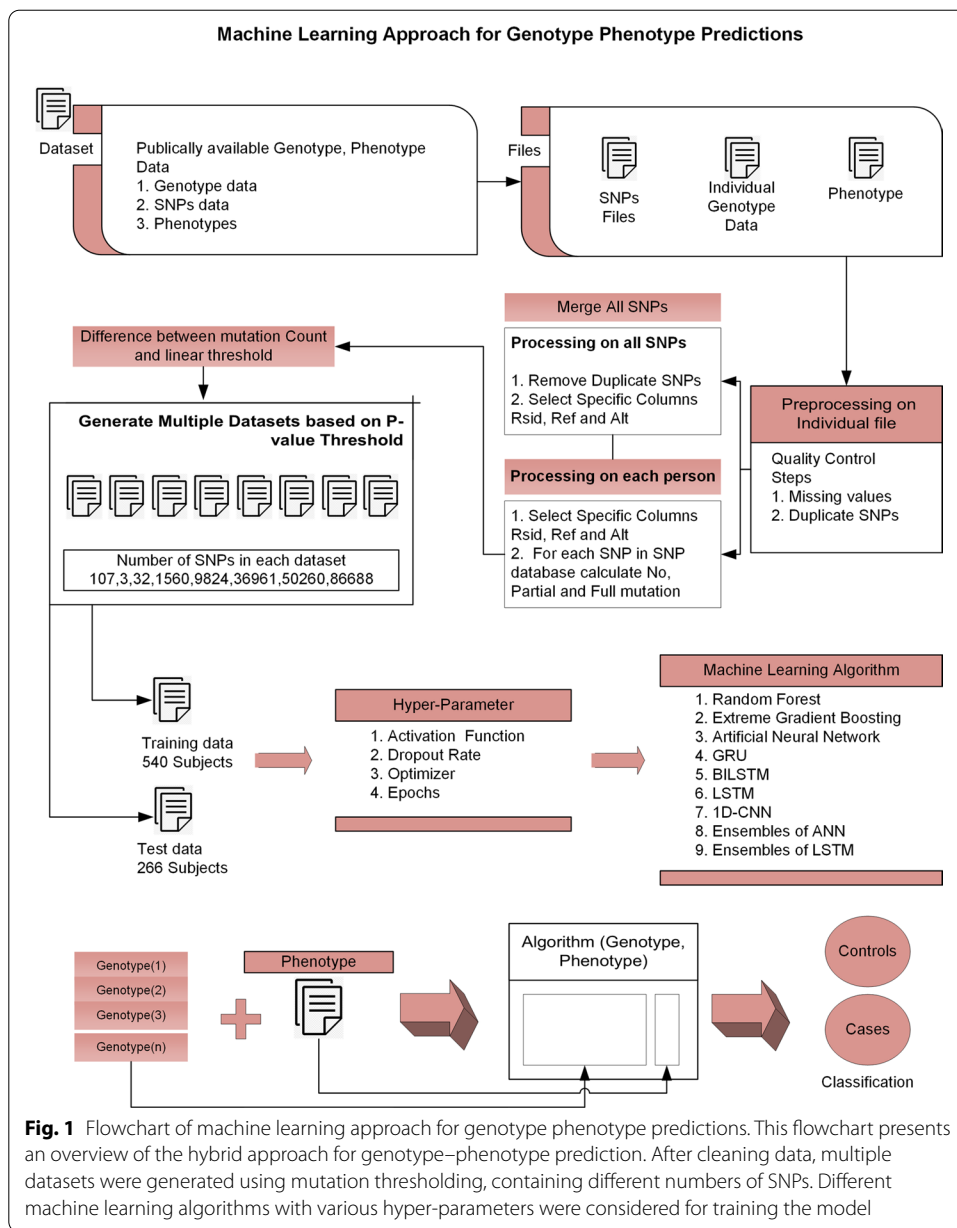 Machine Learning Approach for Genotype Phenotype Predictions
Dataset
Publically available Genotype, Phenotype
Data
1. Genotype data
2. SNPs data
3. Phenotypes
Files
SNPs
Files
Individual
Genotype
Data
Phenotype
Merge All SNPs
Processing on all SNPs
1. Remove Duplicate SNPs
2. Select Specific Columns
Rsid, Ref and Alt
Processing on each person
1. Select Specific Columns
Rsid, Ref and Alt
2. For each SNP in SNP
database calculate No,
Partial and Full mutation
Preprocessing on
Individual file
Quality Control
Steps
1. Missing values
2. Duplicate SNPs
Difference between mutation Count
and linear threshold
Generate Multiple Datasets based on P-
value Threshold
Number of SNPs in each dataset
107,3,32,1560,9824,36961,50260,86688
Training data
540 Subjects
Test data
266 Subjects
Hyper-Parameter
1. Activation Function
2. Dropout Rate
3. Optimizer
4. Epochs
Machine Learning Algorithm
1. Random Forest
2. Extreme Gradient Boosting
3. Artificial Neural Network
4. GRU
5. BILSTM
6. LSTM
7. 1D-CNN
8. Ensembles of ANN
9. Ensembles of LSTM
Genotype(1)
Genotype(2)
Genotype(3)
Genotype(n)
Phenotype
Algorithm (Genotype,
Phenotype)
Controls
Cases
Classification
Fig. 1 Flowchart of machine learning approach for genotype phenotype predictions. This flowchart presents
an overview of the hybrid approach for genotype–phenotype prediction. After cleaning data, multiple
datasets were generated using mutation thresholding, containing different numbers of SNPs. Different
machine learning algorithms with various hyper-parameters were considered for training the model